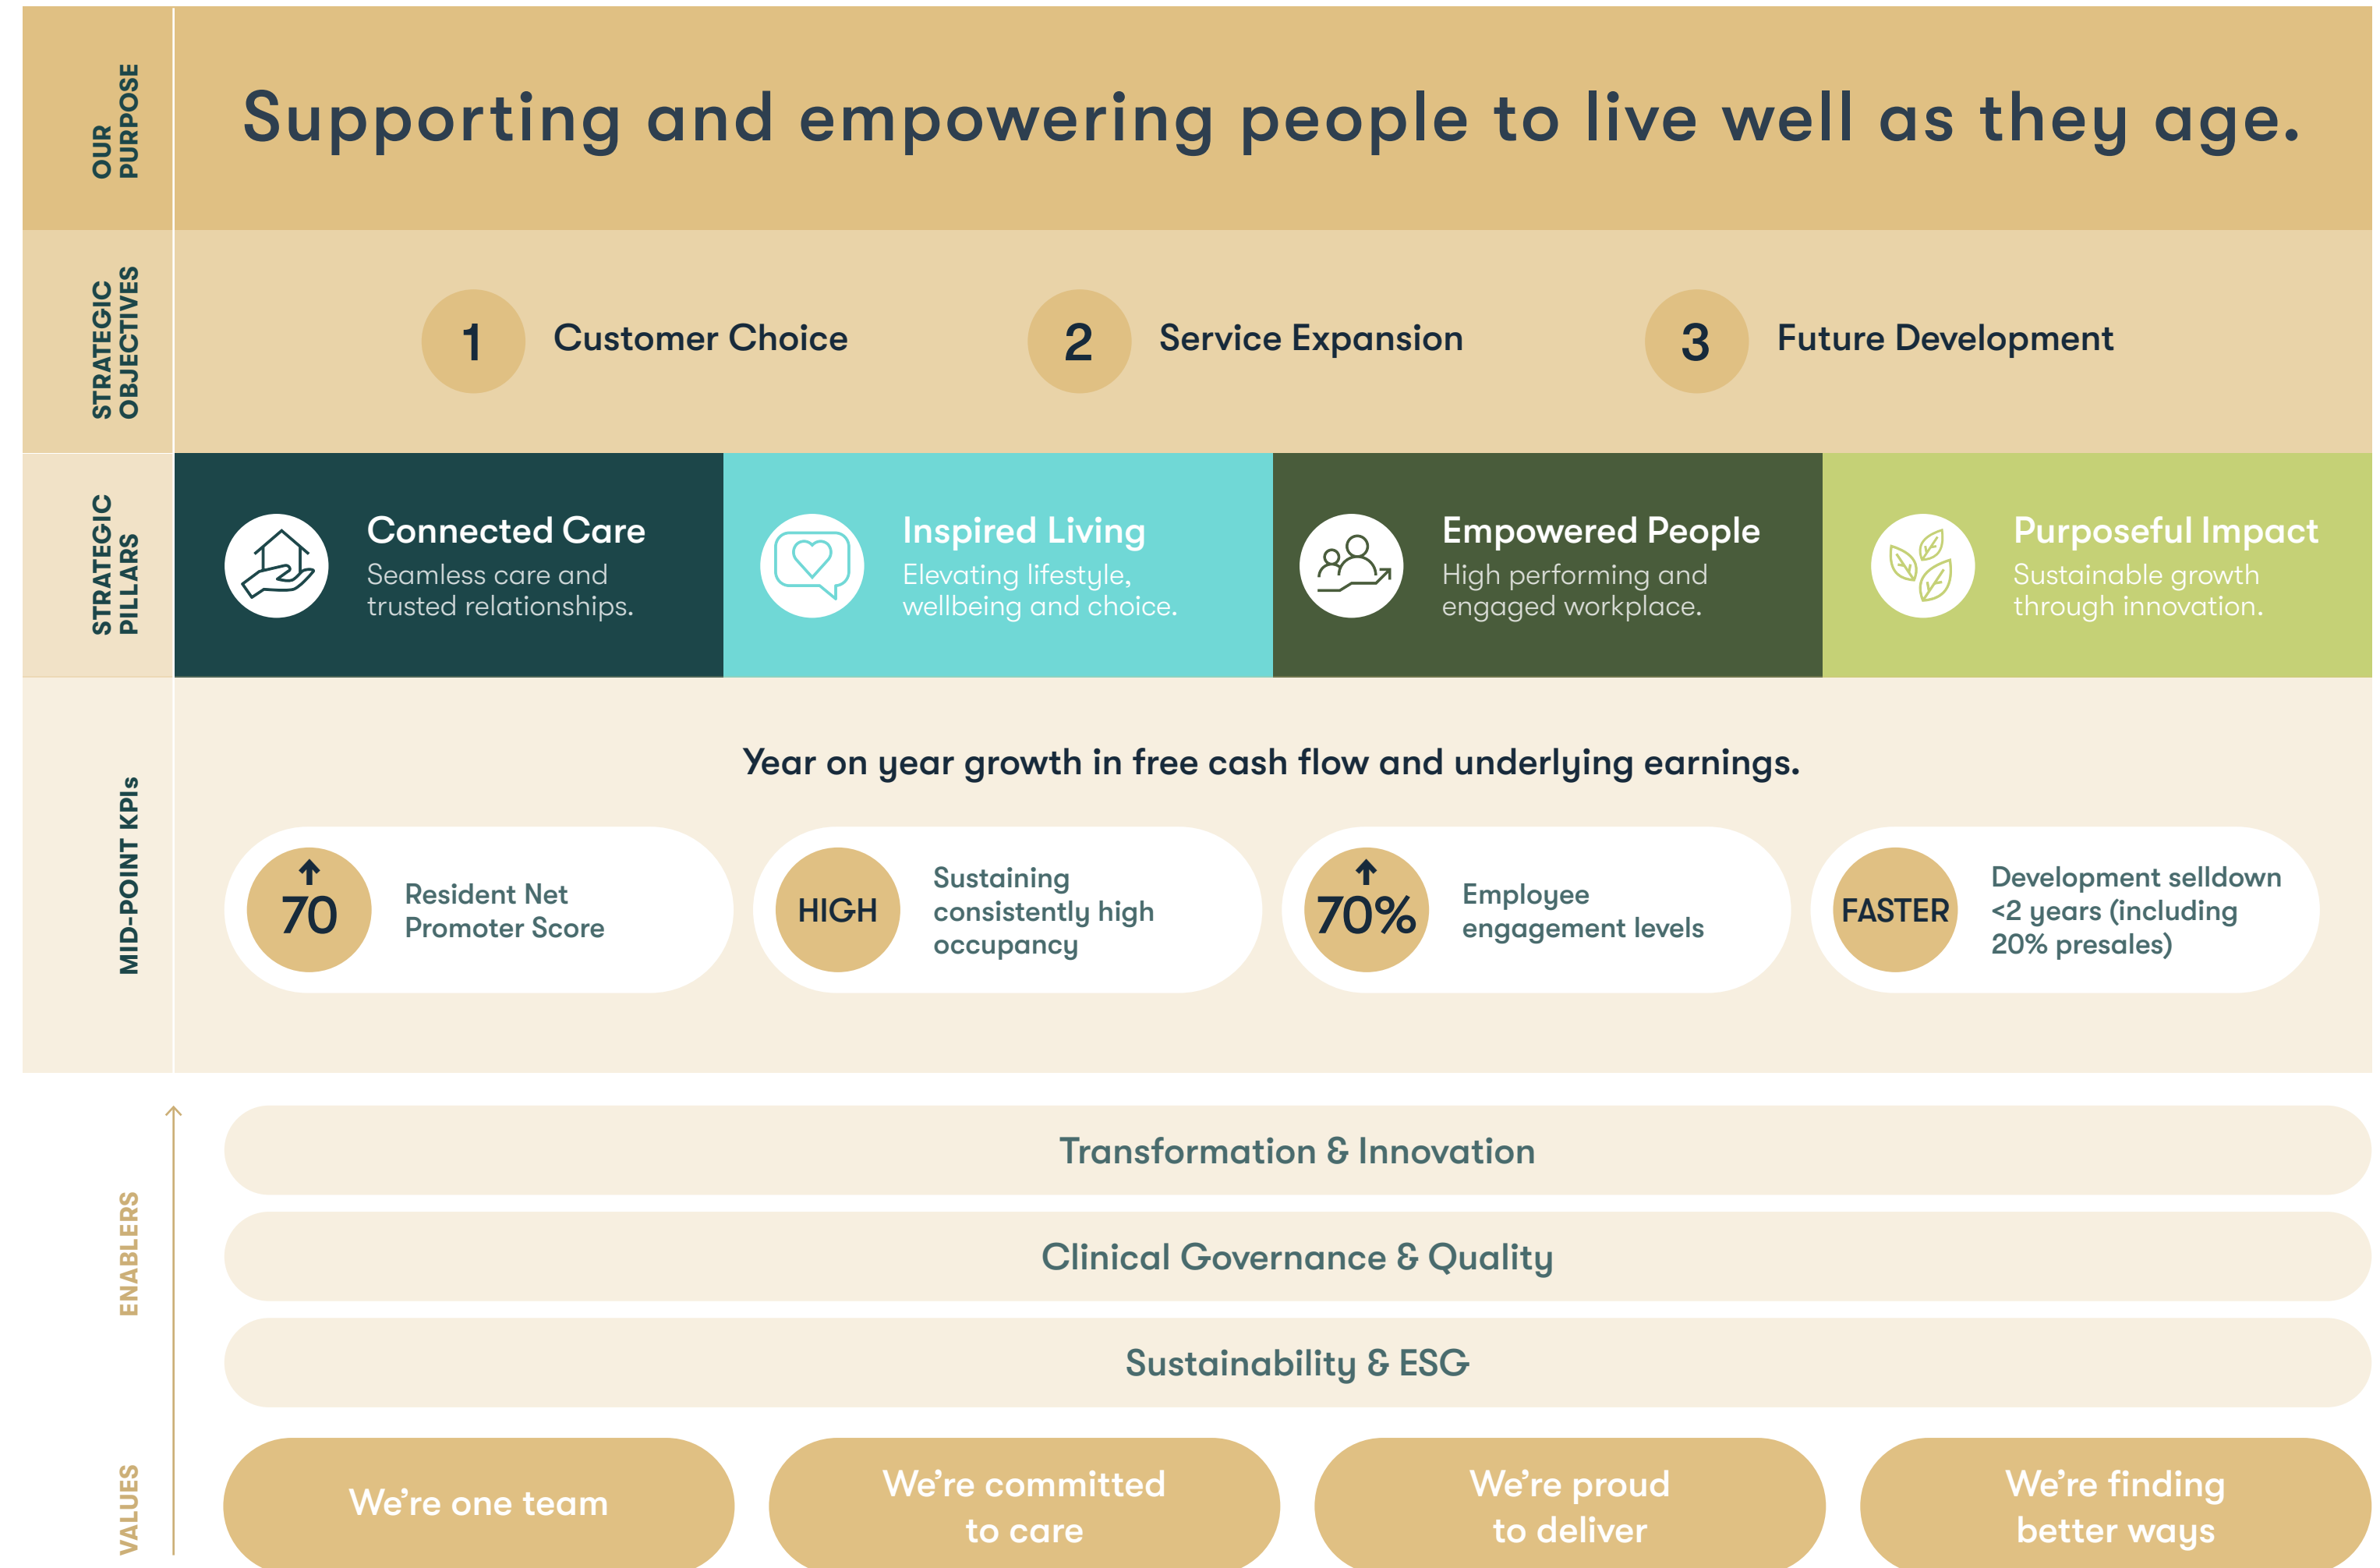 OUR
PURPOSE
Supporting and empowering people to live well as they age.
STRATEGIC
OBJECTIVES
1
Customer Choice
2
Service Expansion
3
Future Development
STRATEGIC
PILLARS
Connected Care
Seamless care and
trusted relationships.
Inspired Living
Elevating lifestyle,
wellbeing and choice.
Empowered People
High performing and
engaged workplace.
Purposeful Impact
Sustainable growth
through innovation.
MID-POINT KPIs
Year on year growth in free cash flow and underlying earnings.
70
Resident Net
Promoter Score
HIGH
Sustaining
consistently high
occupancy
70%
Employee
engagement levels
FASTER
Development selldown
<2 years (including
20% presales)
ENABLERS
Transformation & Innovation
Clinical Governance & Quality
Sustainability & ESG
VALUES
We’re one team
We’re committed
to care
We’re proud
to deliver
We’re finding
better ways